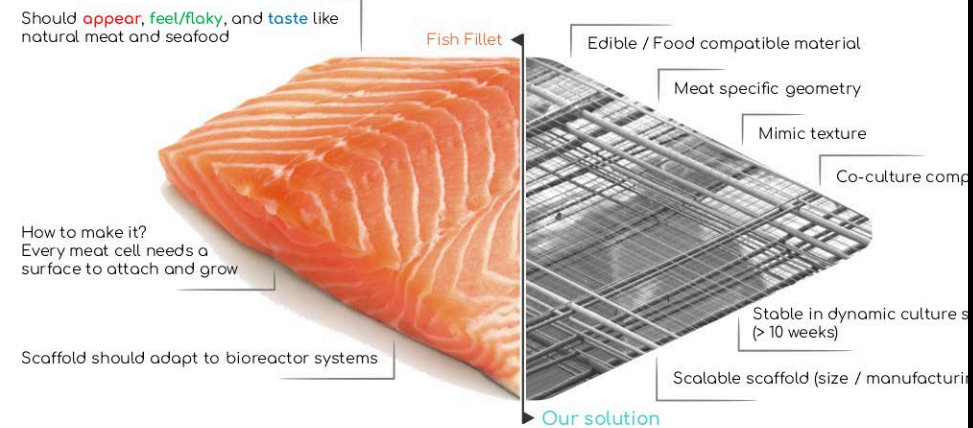 Should appear, feel/flaky, and taste like
natural meat and seafood
Fish Fillet
Edible / Food compatible material
Meat specific geometry
Mimic texture
Co-culture
How to make it?
Every meat cell needs a
surface to attach and grow
Stable in dynamic culture
(> 10 weeks)
Scaffold should adapt to bioreactor systems
Scalable scaffold (size /
Our solution